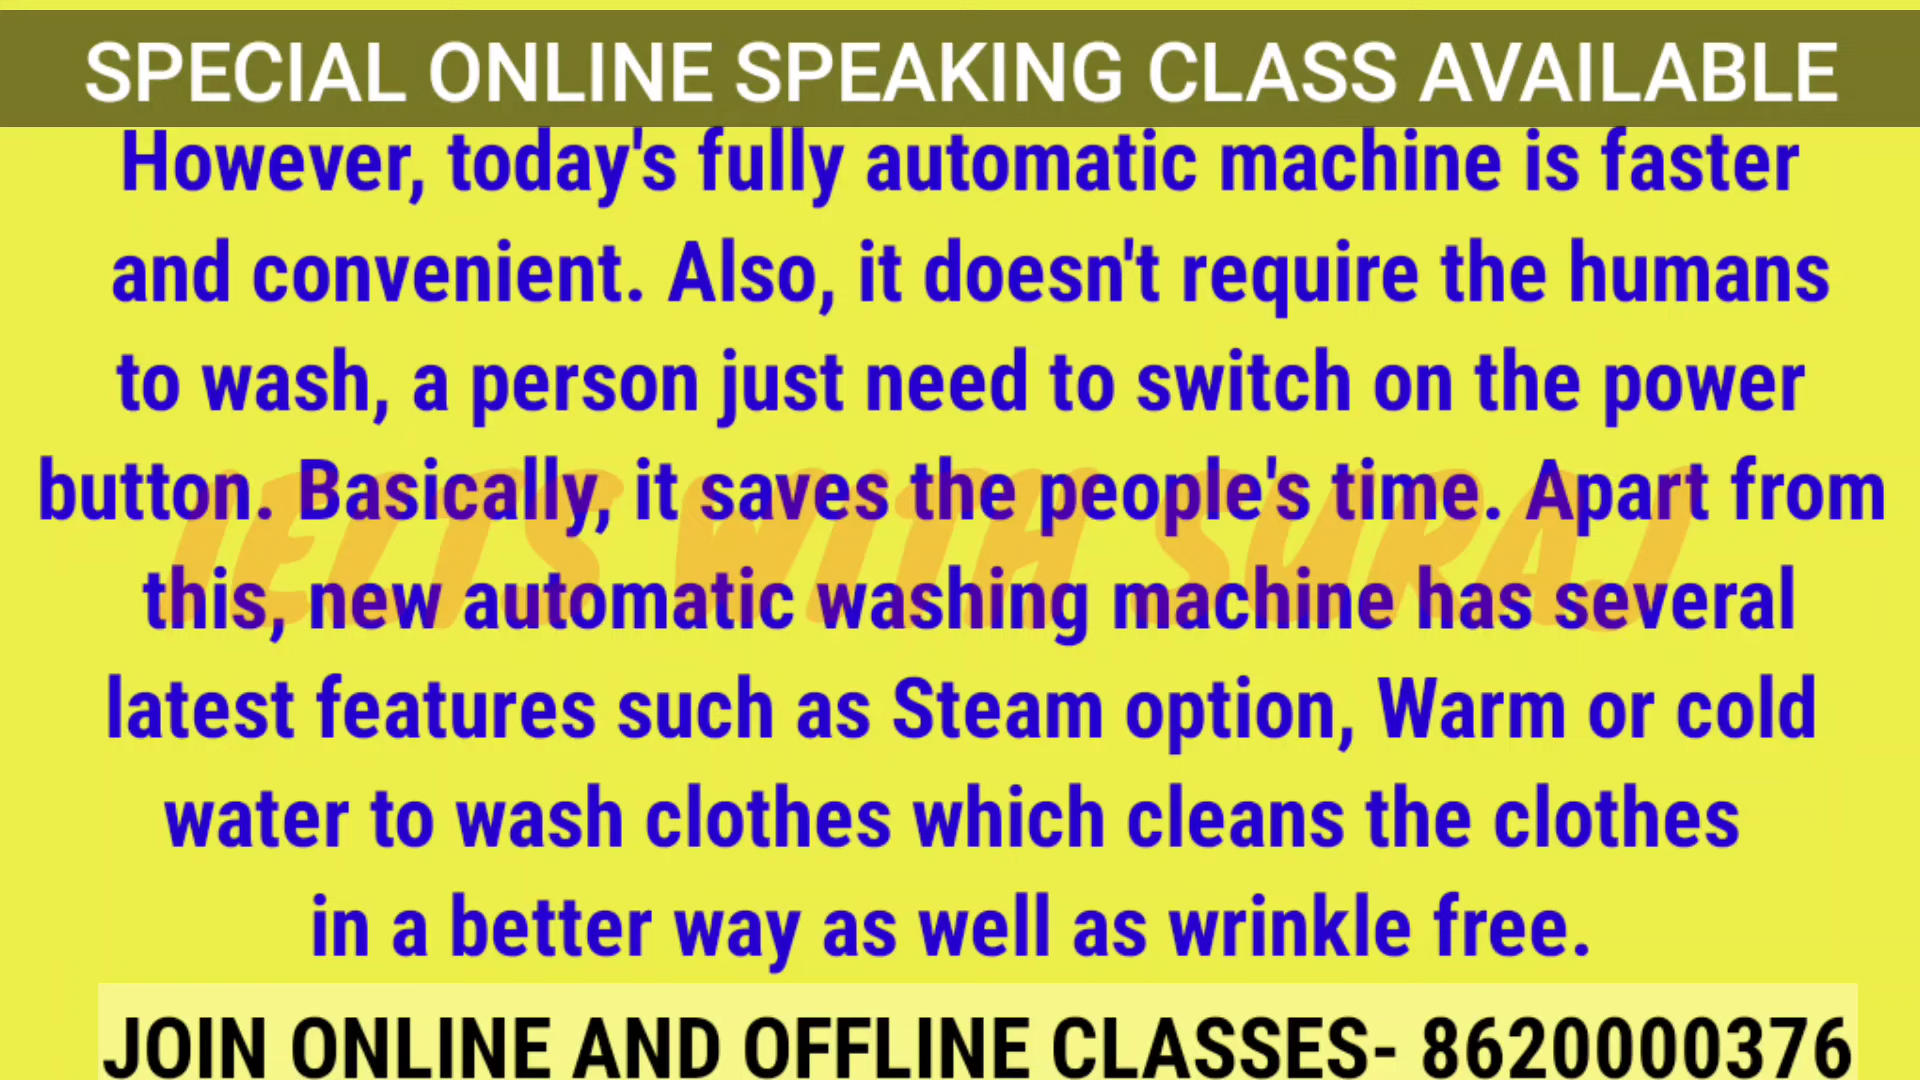 SPECIAL ONLINE SPEAKING CLASS AVAILABLE
However, today's fully automatic machine is faster
and convenient. Also, it doesn't require the humans
to wash, a person just need to switch on the power
button. Basically, it saves the people's time. Apart from
IELTS WITH SURAJ
this, new automatic washing machine has several
latest features such as Steam option, Warm or cold
water to wash clothes which cleans the clothes
in a better way as well as wrinkle free.
JOIN ONLINE AND OFFLINE CLASSES- 8620000376